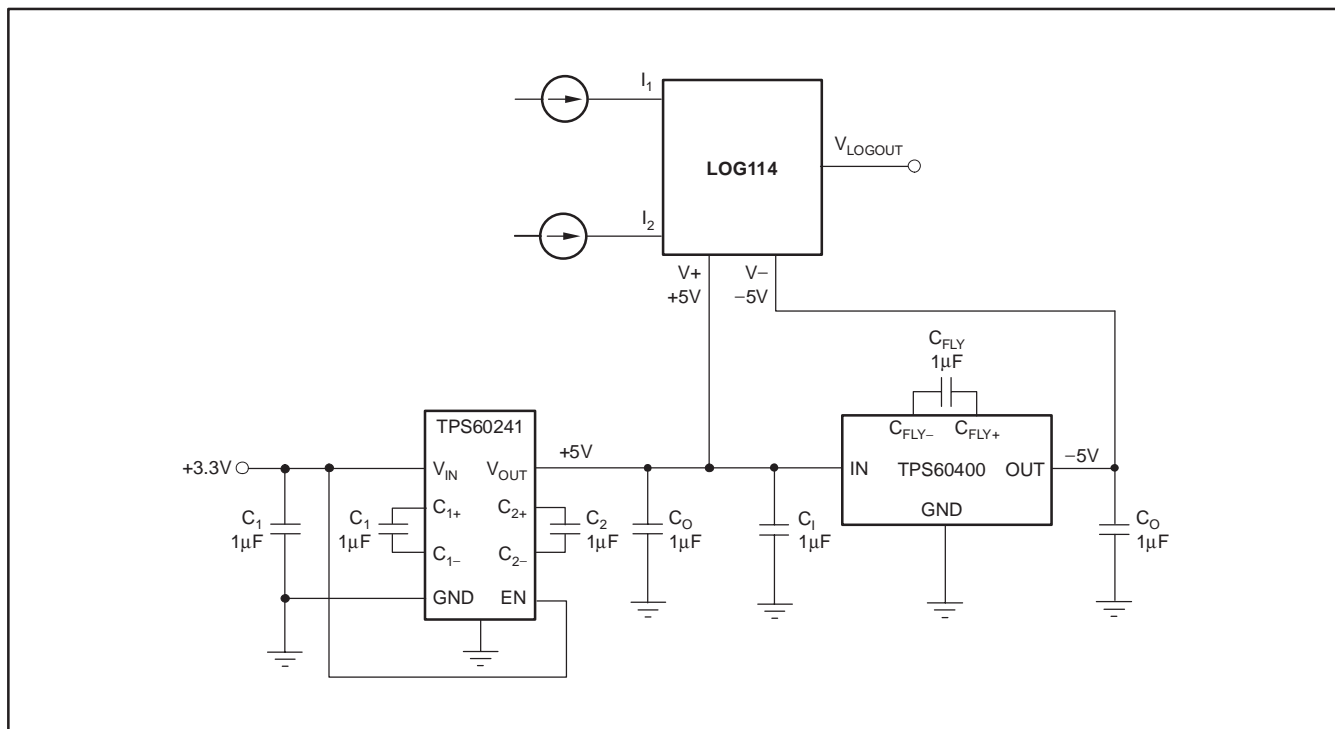 I1
LOG114
VLOGOUT
I2
V+
+5V
V–
–5V
CFLY
1µF
TPS60241
CFLY–
CFLY+
+3.3V
VIN
VOUT
+5V
IN
TPS60400
OUT
–5V
GND
C1
1µF
C1
1µF
C1+
C1–
C2+
C2–
C2
1µF
CO
1µF
CI
1µF
CO
1µF
GND
EN